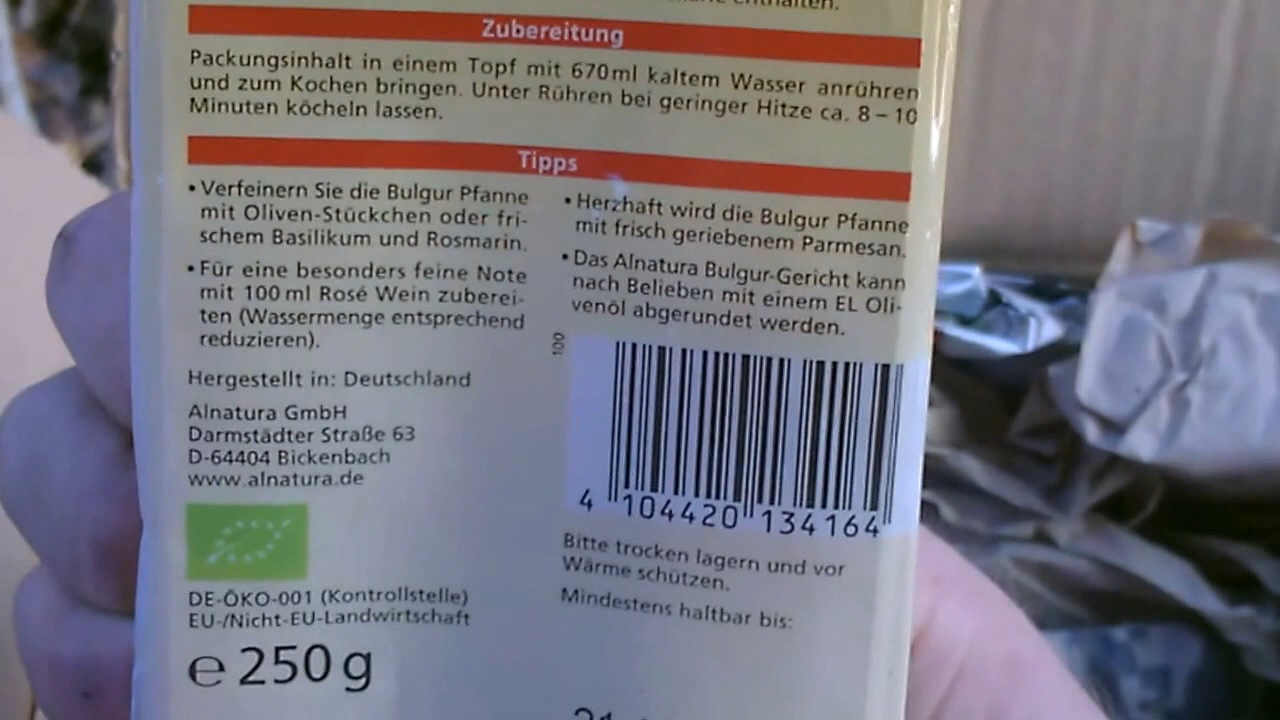 enthalten.
Zubereitung
Packungsinhalt in einem Topf mit 670ml kaltem Wasser anrühren
und zum Kochen bringen. Unter Rühren bei geringer Hitze ca. 8 – 10
Minuten köcheln lassen.
Tipps
• Verfeinern Sie die Bulgur Pfanne
mit Oliven-Stückchen oder fri-
schem Basilikum und Rosmarin.
• Für eine besonders feine Note
mit 100 ml Rosé Wein zuberei-
ten (Wassermenge entsprechend
reduzieren).
• Herzhaft wird die Bulgur Pfanne
mit frisch geriebenem Parmesan.
• Das Alnatura Bulgur-Gericht kann
nach Belieben mit einem EL Oli-
venöl abgerundet werden.
Hergestellt in: Deutschland
Alnatura GmbH
Darmstädter Straße 63
D-64404 Bickenbach
www.alnatura.de
DE-ÖKO-001 (Kontrollstelle)
EU-/Nicht-EU-Landwirtschaft
e 250 g
100
4 104420 134164
Bitte trocken lagern und vor
Wärme schützen.
Mindestens haltbar bis: